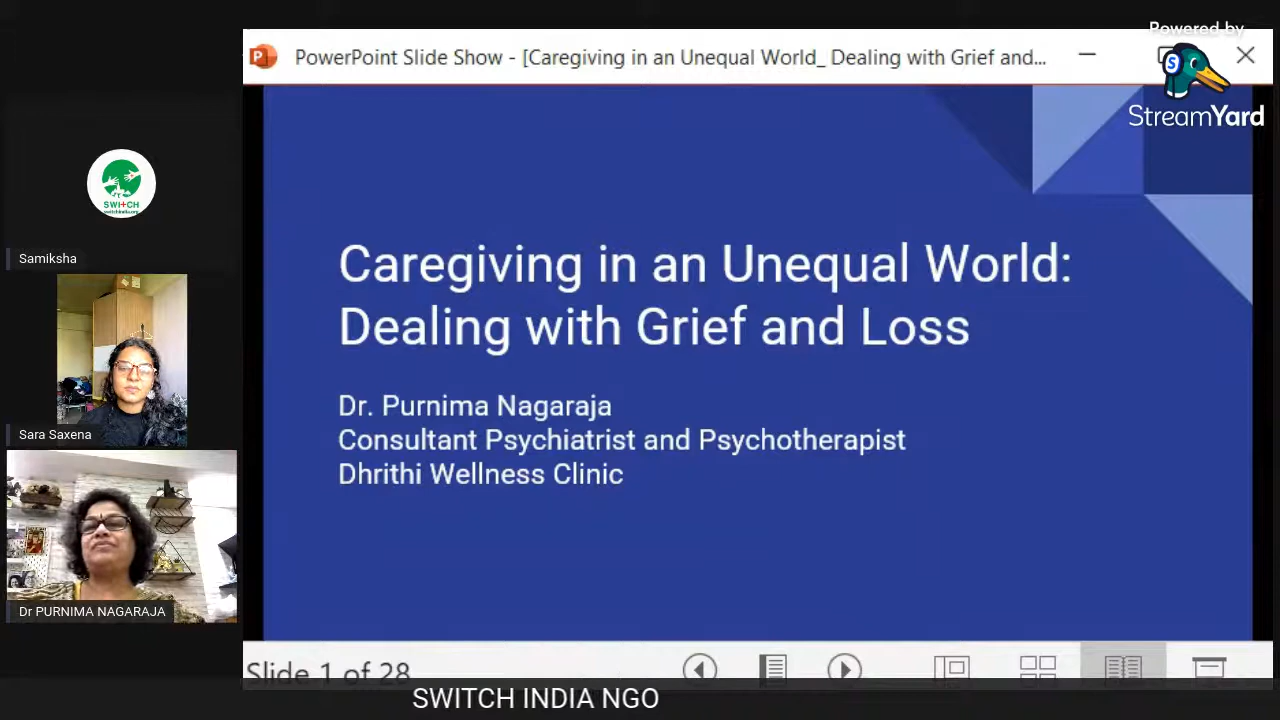 Powered by
StreamYard
PowerPoint Slide Show - [Caregiving in an Unequal World_ Dealing with Grief and...
SWITCH
switchindia.org
Samiksha
Sara Saxena
Dr PURNIMA NAGARAJA
Caregiving in an Unequal World:
Dealing with Grief and Loss
Dr. Purnima Nagaraja
Consultant Psychiatrist and Psychotherapist
Dhrithi Wellness Clinic
Slide 1 of 28
SWITCH INDIA NGO